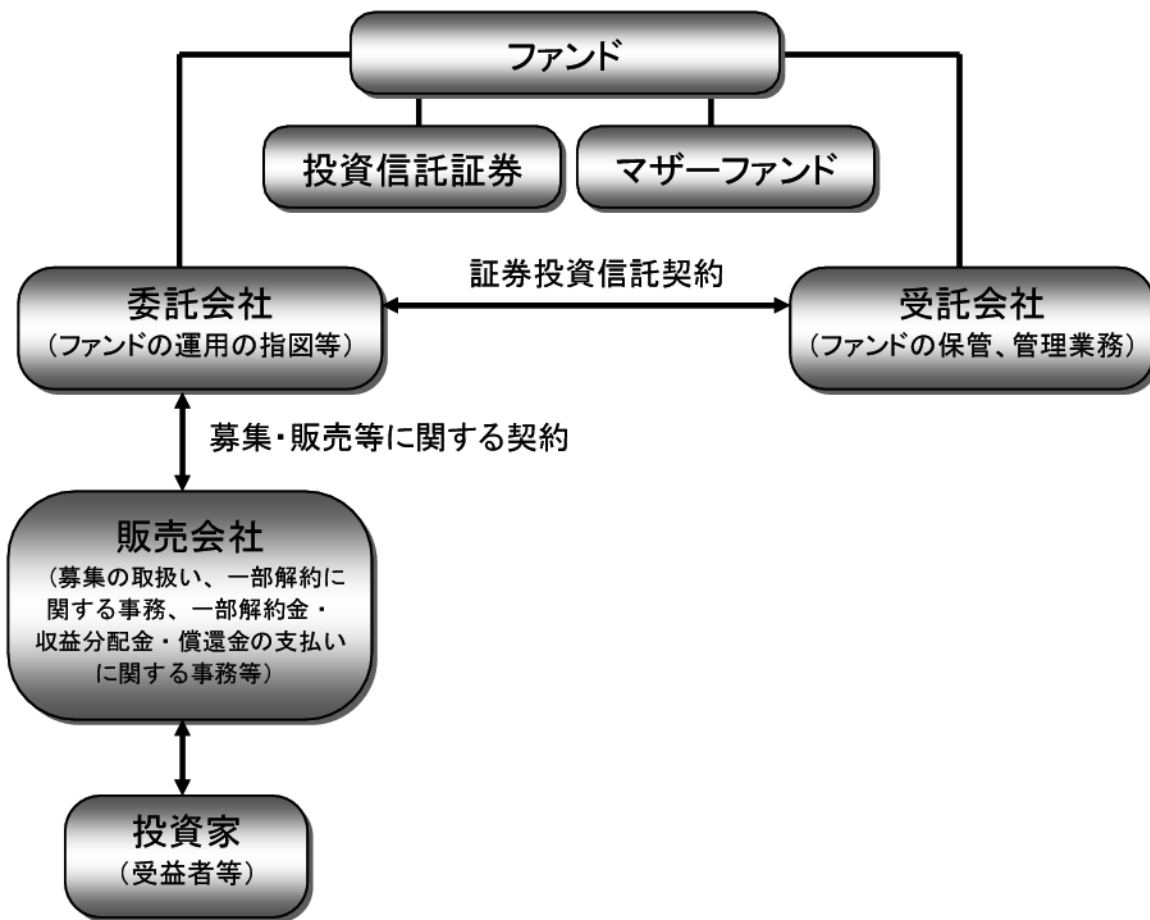 ファンド
投資信託証券
マザーファンド
証券投資信託契約
委託会社
（ファンドの運用の指図等）
受託会社
（ファンドの保管、管理業務）
募集・販売等に関する契約
販売会社
（募集の取扱い、一部解約に
関する事務、一部解約金・
収益分配金・償還金の支払い
に関する事務等）
投資家
（受益者等）